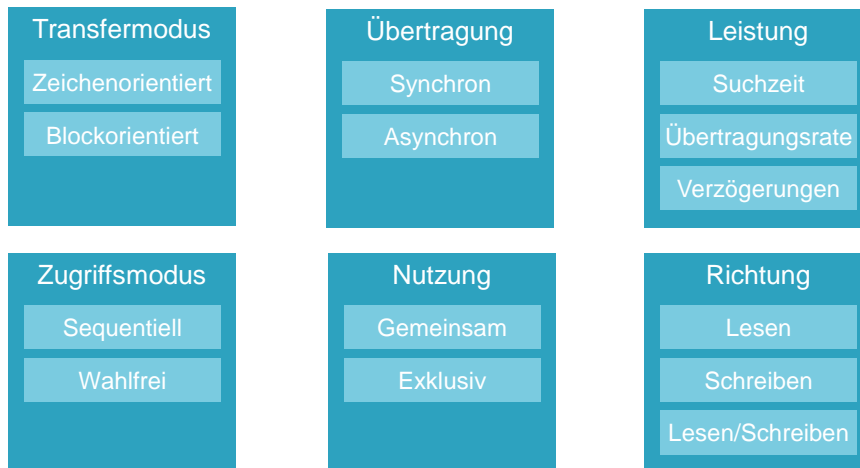 Transfermodus
Zeichenorientiert
Blockorientiert
Übertragung
Synchron
Asynchron
Leistung
Suchzeit
Übertragungsrate
Verzögerungen
Zugriffsmodus
Sequentiell
Wahlfrei
Nutzung
Gemeinsam
Exklusiv
Richtung
Lesen
Schreiben
Lesen/Schreiben